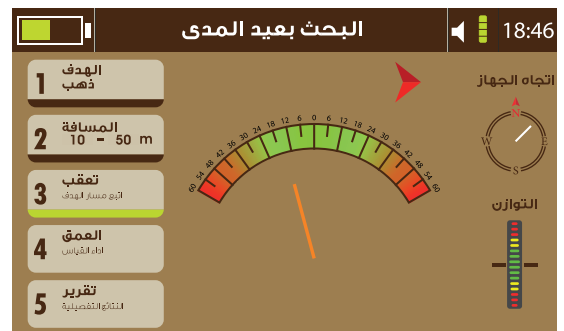 البحث بعيد المدى
18:46
1 الهدف
ذهب
2 المسافة
10 - 50 m
3 تعقب
اتبع مسار الهدف
4 العمق
اداء القياس
5 تقرير
النتائج التفصيلية
60 54 48 42 36 30 24 18 12 6 0 6 12 18 24 30 36 42 48 54 60
اتجاه الجهاز
N
W E
S
التوازن